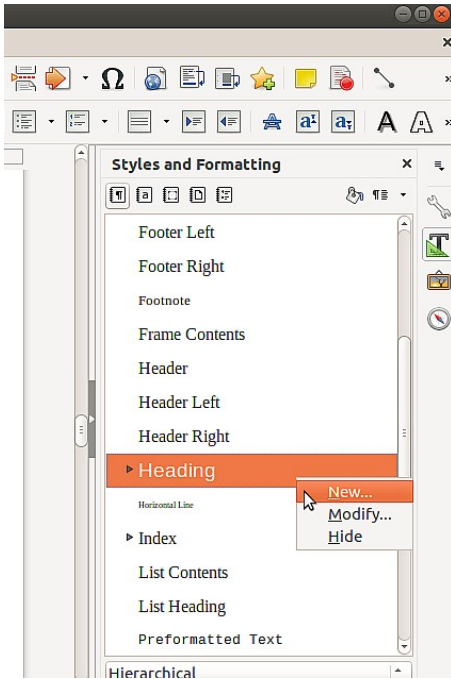 Styles and Formatting
Footer Left
Footer Right
Footnote
Frame Contents
Header
Header Left
Header Right
Heading
New...
Horizontal Line
Modify...
Hide
Index
List Contents
List Heading
Preformatted Text
Hierarchical